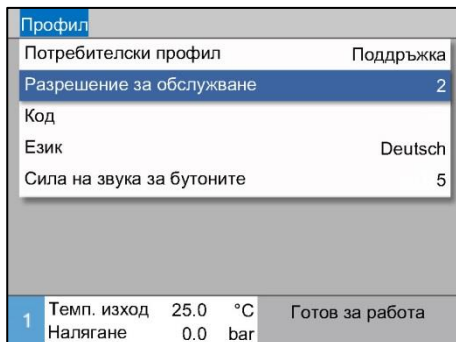 Профил
Потребителски профил Поддръжка
Разрешение за обслужване 2
Код
Език Deutsch
Сила на звука за бутоните 5
1 Темп. изход 25.0 °C Готов за работа
Налягане 0.0 bar